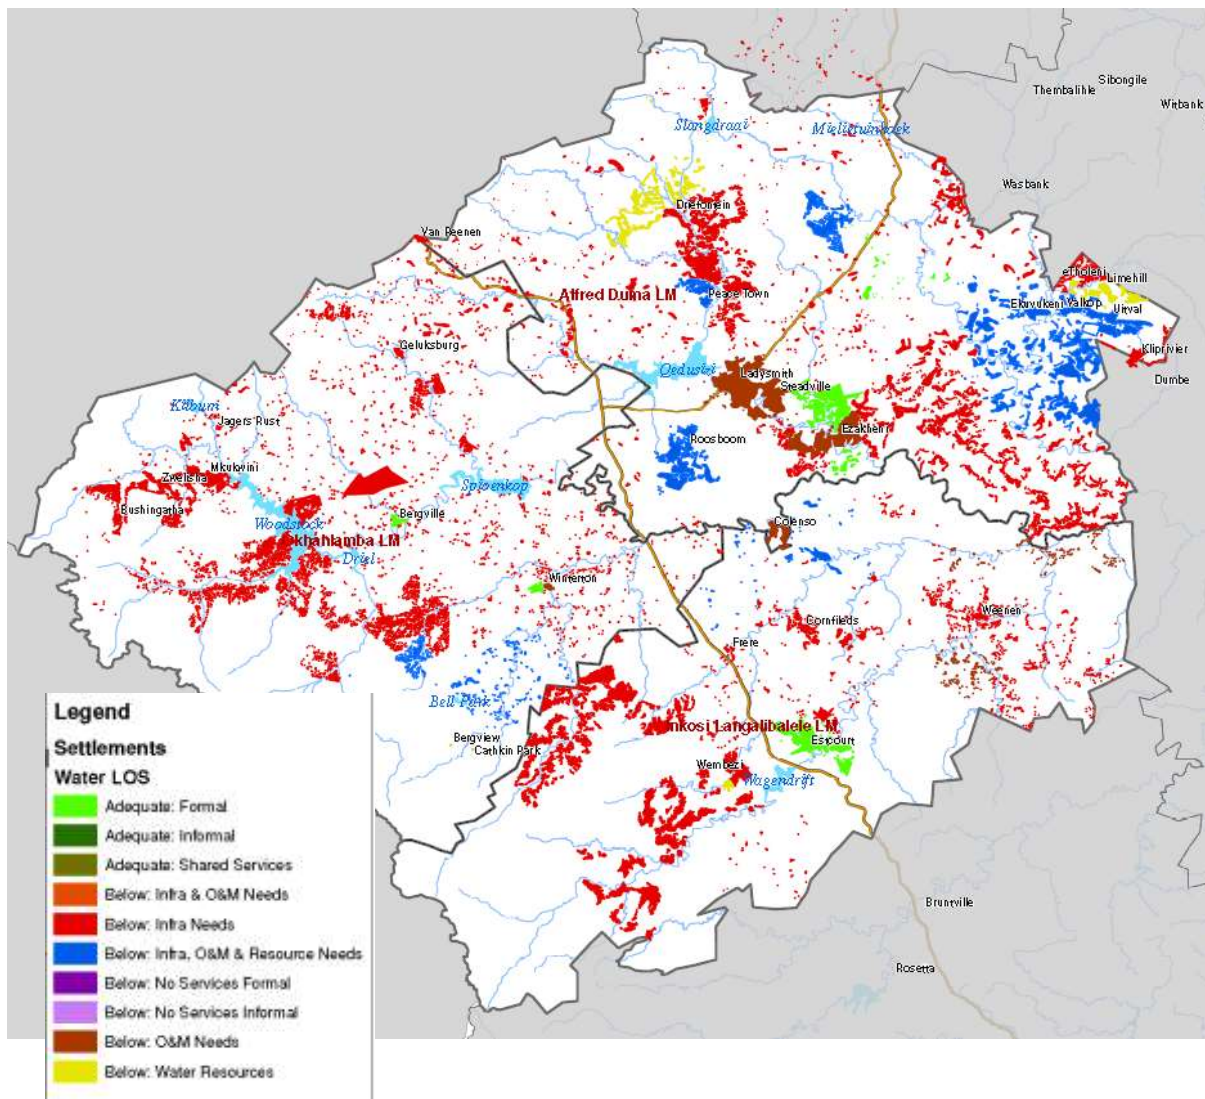 Sibongile
Thembalihle
Witbank
Slangdraai
Mielietuinhoek
Wasbank
Driefontein
Van Reenen
eTholeni
Limehill
Alfred Duma LM
Peace Town
Ekuvukeni
Valkop
Uitval
Geluksburg
Kliprivier
Qedusizi
Ladysmith
Dumbe
Steadville
Kilburn
Jagers Rust
Ezakheni
Roosboom
Mkukwini
Zwelisha
Spioenkop
Bushingatha
Bergville
Woodstock
Colenso
Okhahlamba LM
Driel
Winterton
Weenen
Cornfileds
Frere
Bell Park
Inkosi Langalibalele LM
Bergview
Estcourt
Cathkin Park
Wembezi
Wagendrift
Bruntville
Rosetta
Legend
Settlements
Water LOS
Adequate: Formal
Adequate: Informal
Adequate: Shared Services
Below: Infra & O&M Needs
Below: Infra Needs
Below: Infra, O&M & Resource Needs
Below: No Services Formal
Below: No Services Informal
Below: O&M Needs
Below: Water Resources